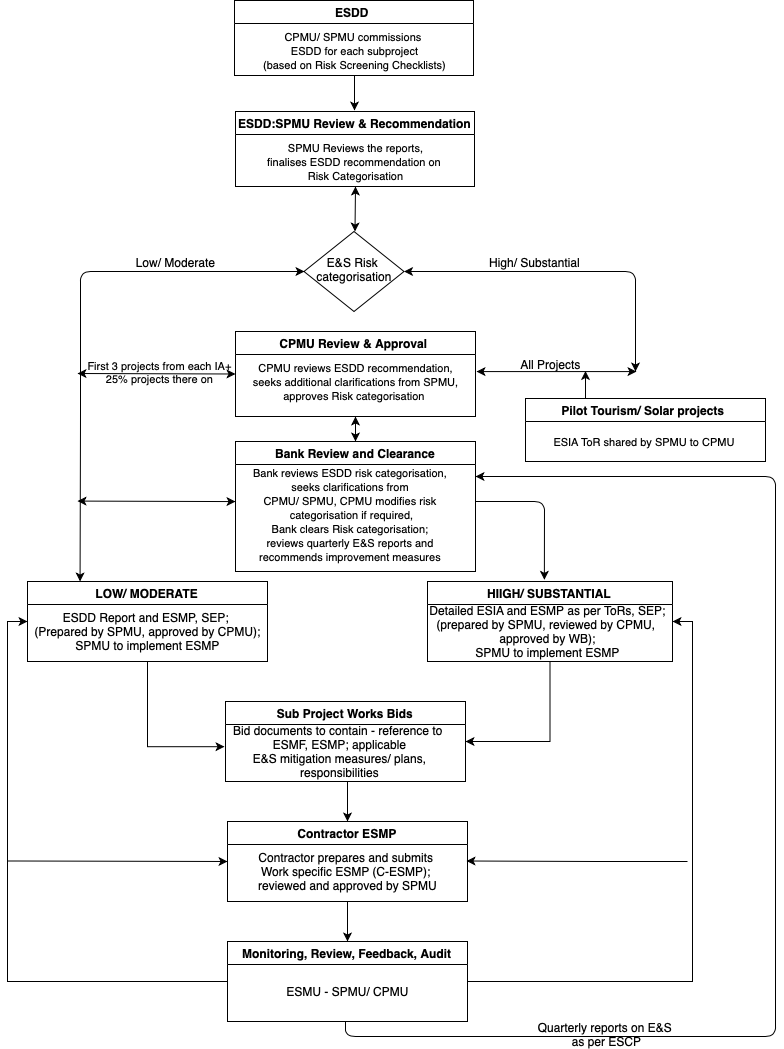 ESDD
CPMU/ SPMU commissions
ESDD for each subproject
(based on Risk Screening Checklists)
ESDD:SPMU Review & Recommendation
SPMU Reviews the reports,
finalises ESDD recommendation on
Risk Categorisation
Low/ Moderate
E&S Risk
categorisation
High/ Substantial
CPMU Review & Approval
CPMU reviews ESDD recommendation,
seeks additional clarifications from SPMU,
approves Risk categorisation
First 3 projects from each IA+
25% projects there on
All Projects
Pilot Tourism/ Solar projects
ESIA ToR shared by SPMU to CPMU
Bank Review and Clearance
Bank reviews ESDD risk categorisation,
seeks clarifications from
CPMU/ SPMU, CPMU modifies risk
categorisation if required,
Bank clears Risk categorisation;
reviews quarterly E&S reports and
recommends improvement measures
LOW/ MODERATE
ESDD Report and ESMP, SEP;
(Prepared by SPMU, approved by CPMU);
SPMU to implement ESMP
HIIGH/ SUBSTANTIAL
Detailed ESIA and ESMP as per ToRs, SEP;
(prepared by SPMU, reviewed by CPMU,
approved by WB);
SPMU to implement ESMP
Sub Project Works Bids
Bid documents to contain - reference to
ESMF, ESMP; applicable
E&S mitigation measures/ plans,
responsibilities
Contractor ESMP
Contractor prepares and submits
Work specific ESMP (C-ESMP);
reviewed and approved by SPMU
Monitoring, Review, Feedback, Audit
ESMU - SPMU/ CPMU
Quarterly reports on E&S
as per ESCP